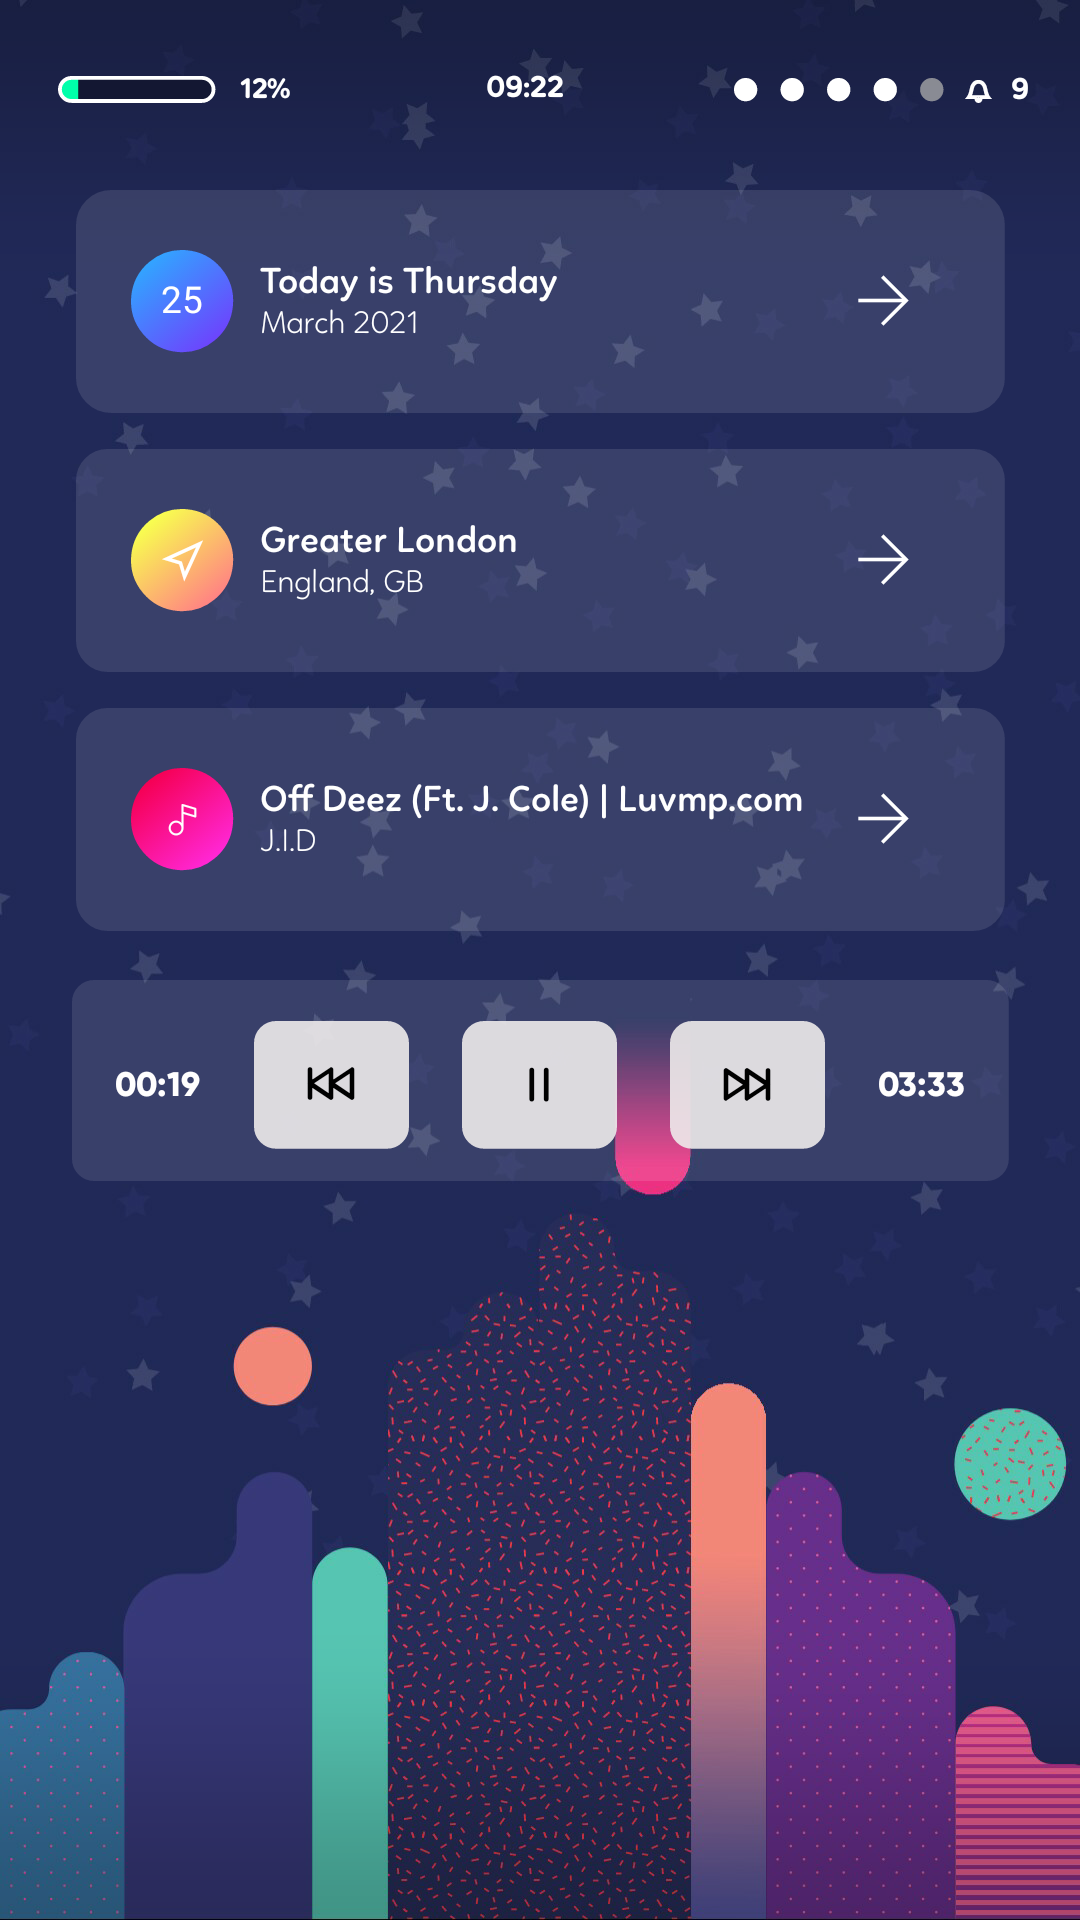 12%
09:22
9
25
Today is Thursday
March 2021
Greater London
England, GB
Off Deez (Ft. J. Cole) | Luvmp.com
J.I.D
00:19
03:33